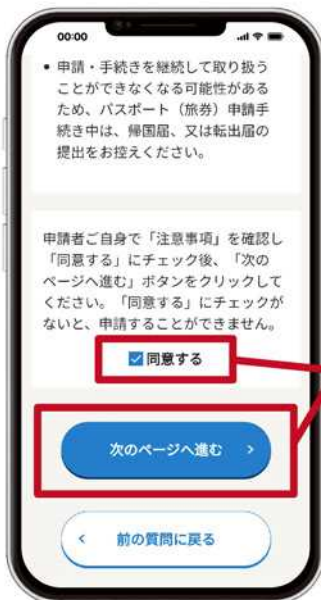 00:00
• 申請・手続きを継続して取り扱う
ことができなくなる可能性がある
ため、パスポート（旅券）申請手
続き中は、帰国届、又は転出届の
提出をお控えください。
申請者ご自身で「注意事項」を確認し
「同意する」にチェック後、「次の
ページへ進む」ボタンをクリックして
ください。「同意する」にチェックが
ないと、申請することができません。
同意する
次のページへ進む >
< 前の質問に戻る